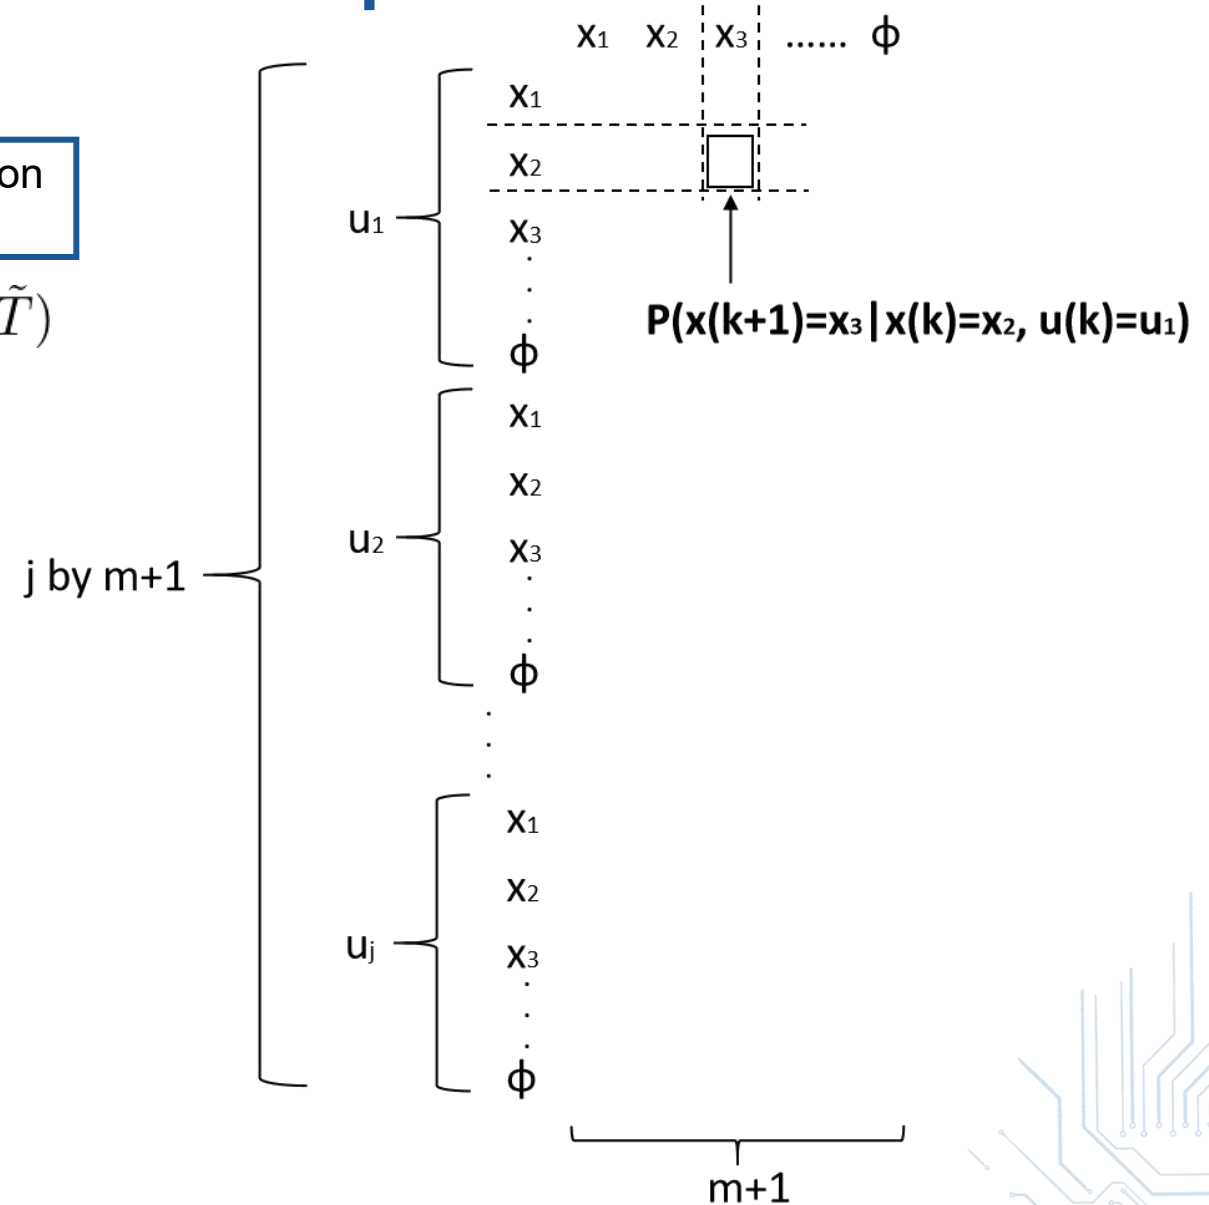 x1 x2 x3 ...... ϕ
on
T̃)
j by m+1
u1
x1
x2
x3
.
.
.
ϕ
P(x(k+1)=x3|x(k)=x2, u(k)=u1)
u2
x1
x2
x3
.
.
.
ϕ
.
.
.
uj
x1
x2
x3
.
.
.
ϕ
m+1